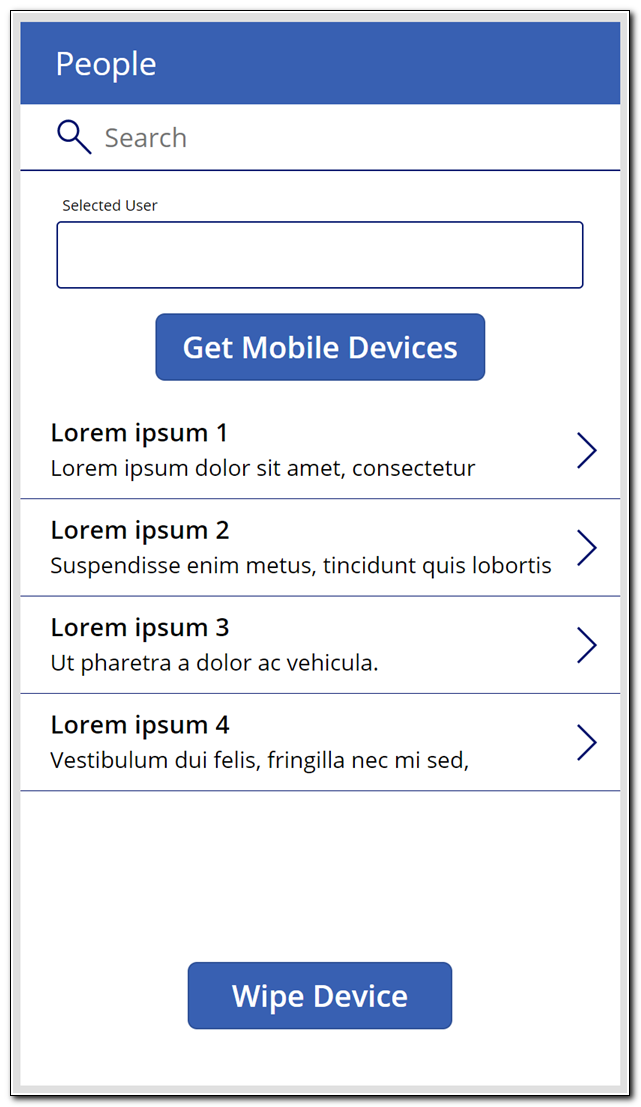 People
Search
Selected User
Get Mobile Devices
Lorem ipsum 1
Lorem ipsum dolor sit amet, consectetur
Lorem ipsum 2
Suspendisse enim metus, tincidunt quis lobortis
Lorem ipsum 3
Ut pharetra a dolor ac vehicula.
Lorem ipsum 4
Vestibulum dui felis, fringilla nec mi sed,
Wipe Device